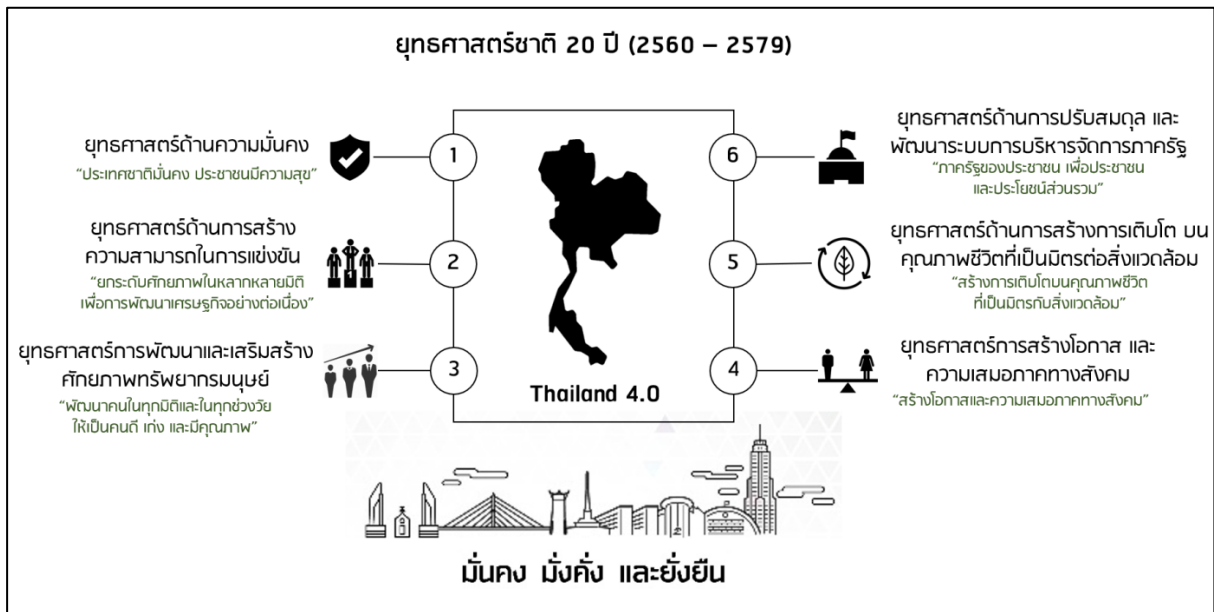 ยุทธศาสตร์ชาติ 20 ปี (2560 – 2579)
ยุทธศาสตร์ด้านความมั่นคง
“ประเทศชาติมั่นคง ประชาชนมีความสุข”
1
ยุทธศาสตร์ด้านการสร้าง
ความสามารถในการแข่งขัน
“ยกระดับศักยภาพในหลากหลายมิติ
เพื่อการพัฒนาเศรษฐกิจอย่างต่อเนื่อง”
2
ยุทธศาสตร์การพัฒนาและเสริมสร้าง
ศักยภาพทรัพยากรมนุษย์
“พัฒนาคนในทุกมิติและในทุกช่วงวัย
ให้เป็นคนดี เก่ง และมีคุณภาพ”
3
Thailand 4.0
6
ยุทธศาสตร์ด้านการปรับสมดุล และ
พัฒนาระบบการบริหารจัดการภาครัฐ
“ภาครัฐของประชาชน เพื่อประชาชน
และประโยชน์ส่วนรวม”
5
ยุทธศาสตร์ด้านการสร้างการเติบโต บน
คุณภาพชีวิตที่เป็นมิตรต่อสิ่งแวดล้อม
“สร้างการเติบโตบนคุณภาพชีวิต
ที่เป็นมิตรกับสิ่งแวดล้อม”
4
ยุทธศาสตร์การสร้างโอกาส และ
ความเสมอภาคทางสังคม
“สร้างโอกาสและความเสมอภาคทางสังคม”
มั่นคง มั่งคั่ง และยั่งยืน